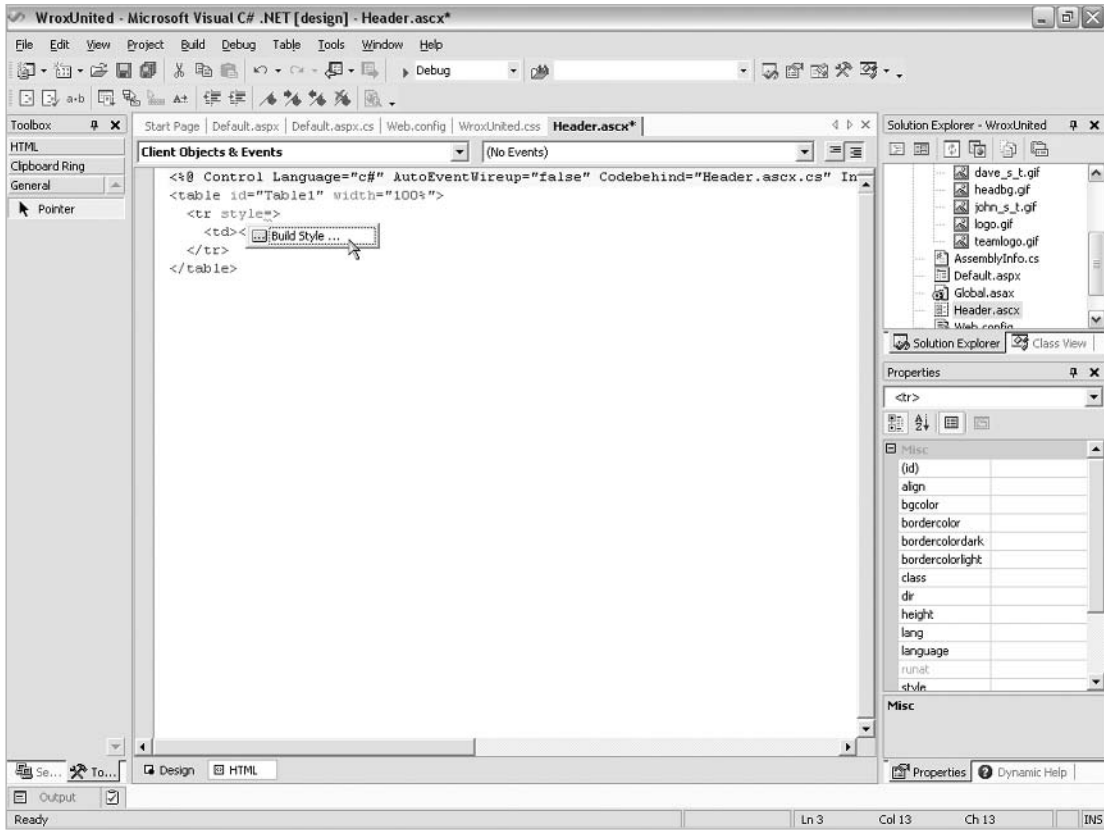 WroxUnited - Microsoft Visual C# .NET [design] - Header.ascx*
File Edit View Project Build Debug Table Tools Window Help
Debug
a-b
Toolbox
HTML
Clipboard Ring
General
Pointer
Start Page | Default.aspx | Default.aspx.cs | Web.config | WroxUnited.css Header.ascx*
Client Objects & Events (No Events)
<%@ Control Language="c#" AutoEventWireup="false" Codebehind="Header.ascx.cs" In
<table id="Table1" width="100%">
<tr style=>
<td><
Build Style ...
</tr>
</table>
Solution Explorer - WroxUnited
dave_s_t.gif
headbg.gif
john_s_t.gif
logo.gif
teamlogo.gif
AssemblyInfo.cs
Default.aspx
Global.asax
Header.ascx
Web.config
Solution Explorer Class View
Properties
<tr>
Misc
(id)
align
bgcolor
bordercolor
bordercolordark
bordercolorlight
class
dir
height
lang
language
runat
style
Misc
Se... To...
Design HTML
Properties Dynamic Help
Output
Ready Ln 3 Col 13 Ch 13 INS